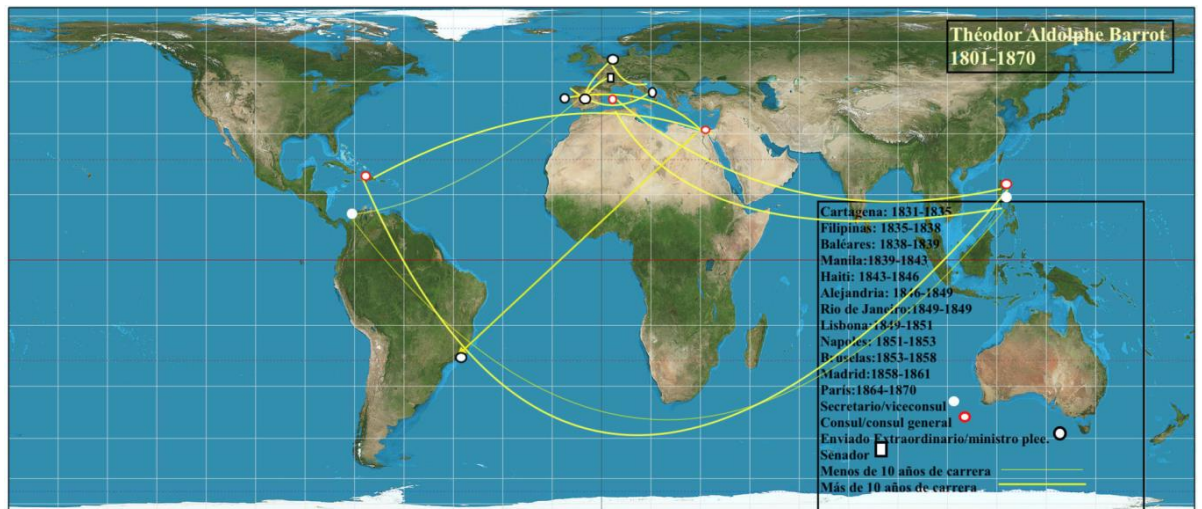 Théodor Aldolphe Barrot
1801-1870
Cartagena: 1831-1835
Filipinas: 1835-1838
Baléares: 1838-1839
Manila:1839-1843
Haiti: 1843-1846
Alejandria: 1846-1849
Rio de Janeiro:1849-1849
Lisbona:1849-1851
Napoles: 1851-1853
Bruselas:1853-1858
Madrid:1858-1861
París:1864-1870
Secretario/viceconsul
Consul/consul general
Enviado Extraordinario/ministro plee.
Senador
Menos de 10 años de carrera
Más de 10 años de carrera